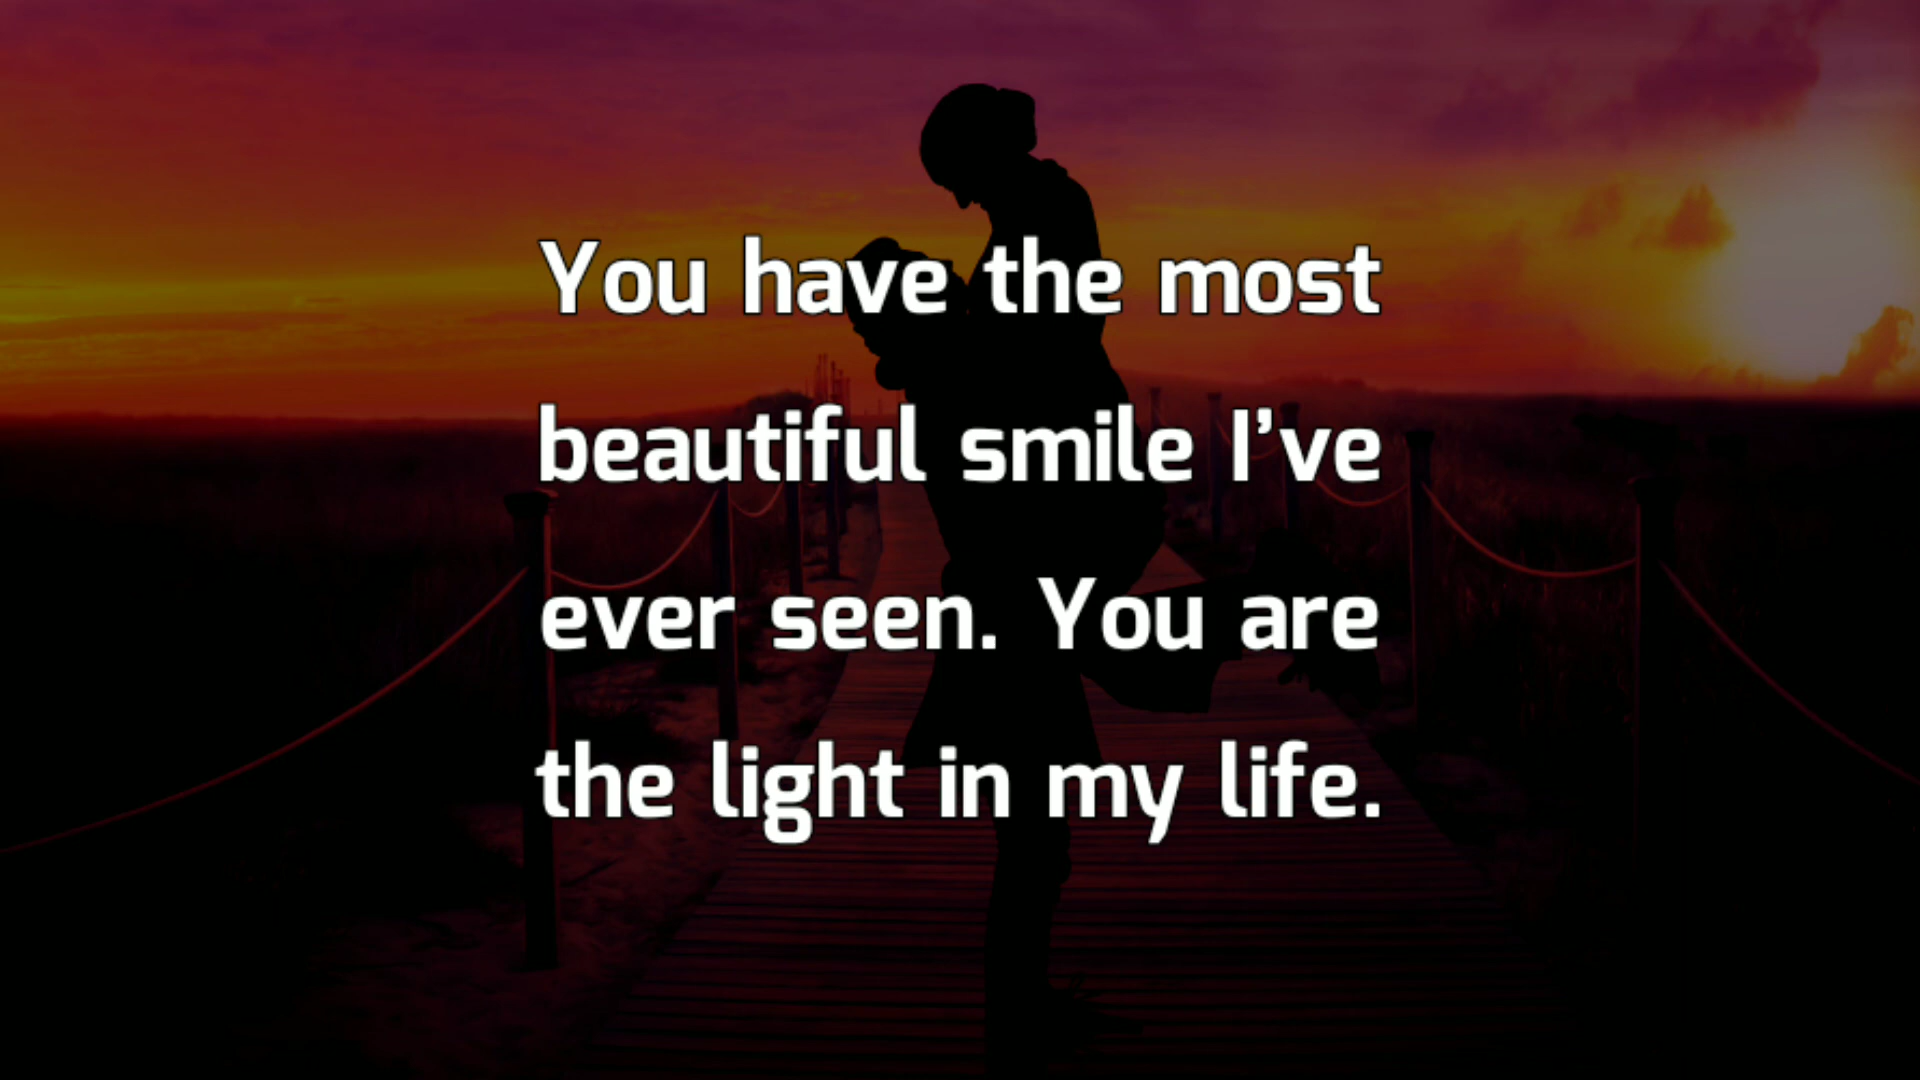 You have the most
beautiful smile I’ve
ever seen. You are
the light in my life.